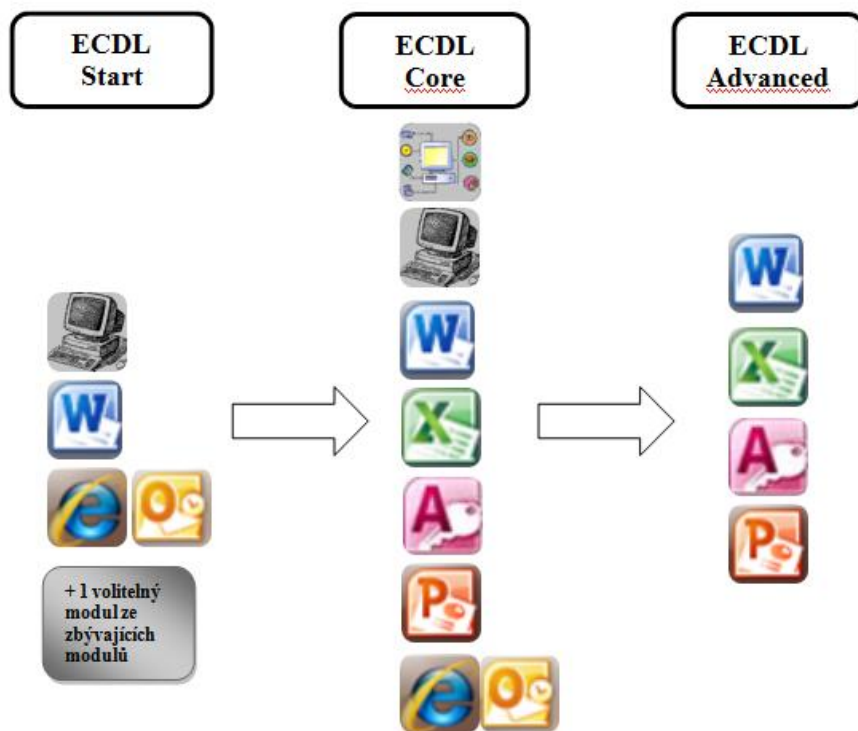 ECDL
Start
ECDL
Core
ECDL
Advanced
W
W
W
X
X
e
O
A
A
+ 1 volitelný
modul ze
zbývajících
modulů
P
P
e
O